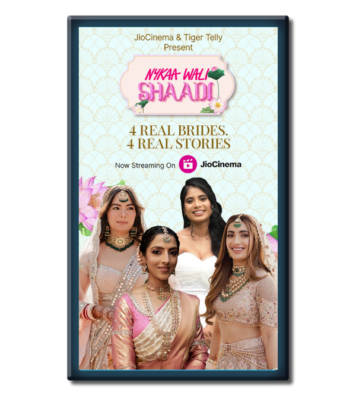 JioCinema & Tiger Telly
Present
NYKAA WALI
SHAADI
4 REAL BRIDES.
4 REAL STORIES
Now Streaming On JioCinema